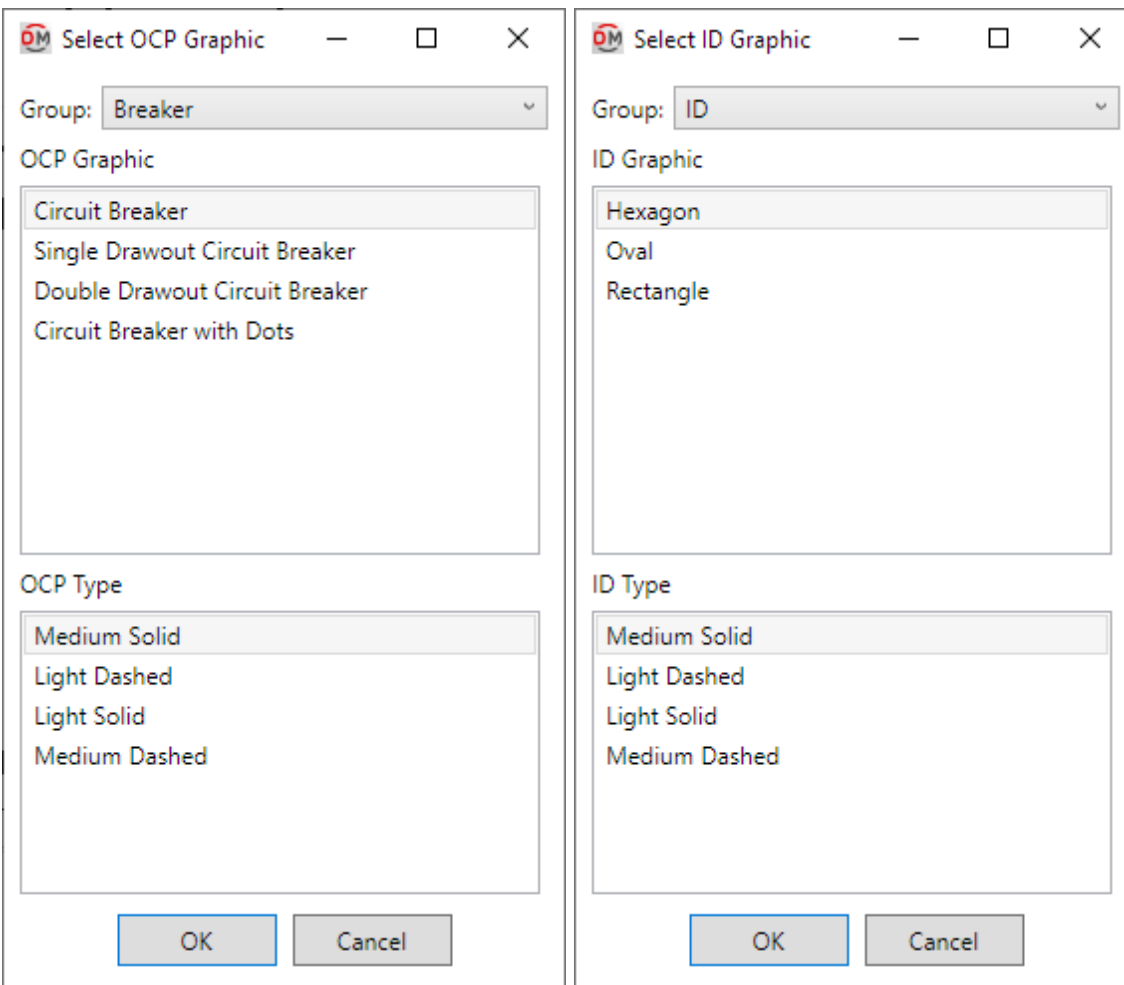 DM Select OCP Graphic
Group: Breaker
OCP Graphic
Circuit Breaker
Single Drawout Circuit Breaker
Double Drawout Circuit Breaker
Circuit Breaker with Dots
OCP Type
Medium Solid
Light Dashed
Light Solid
Medium Dashed
OK Cancel
DM Select ID Graphic
Group: ID
ID Graphic
Hexagon
Oval
Rectangle
ID Type
Medium Solid
Light Dashed
Light Solid
Medium Dashed
OK Cancel